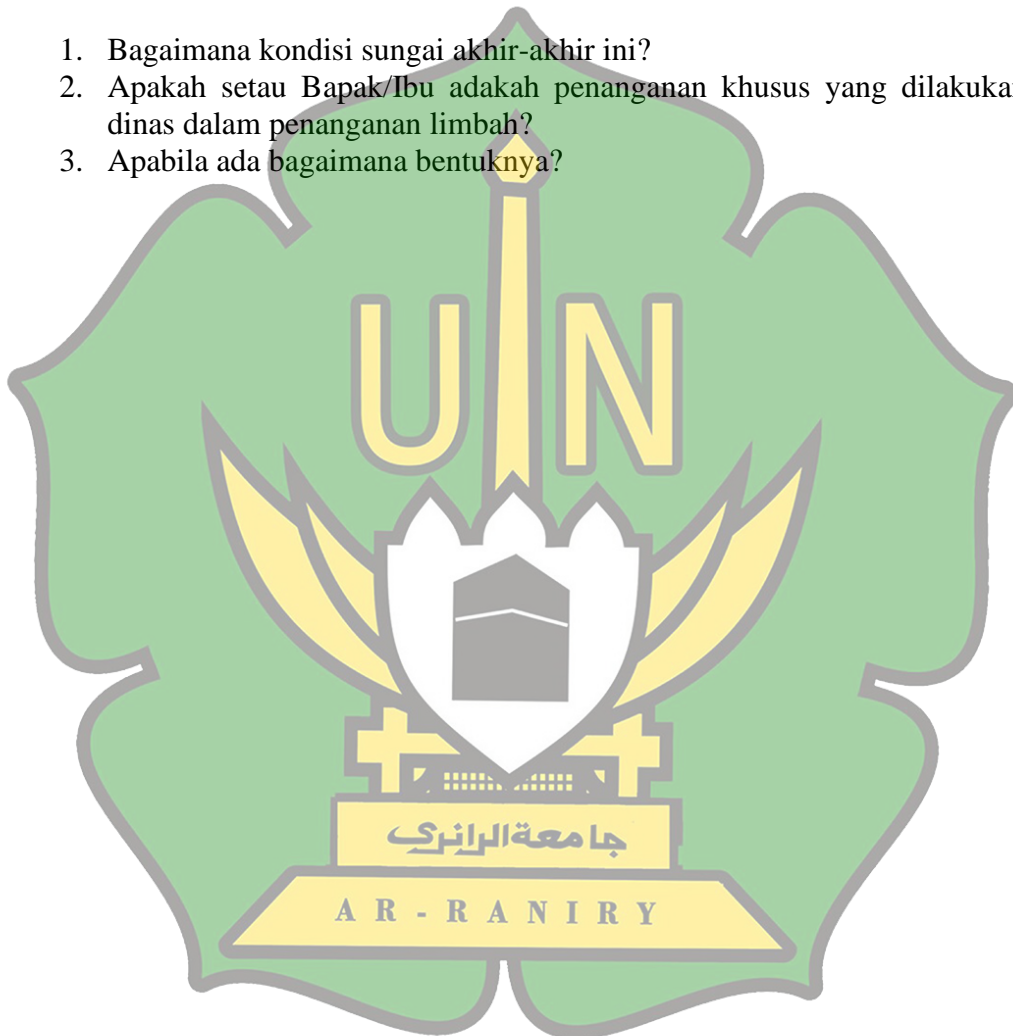 1. Bagaimana kondisi sungai akhir-akhir ini?
2. Apakah setau Bapak/Ibu adakah penanganan khusus yang dilakukan
dinas dalam penanganan limbah?
3. Apabila ada bagaimana bentuknya?
UIN
جامعة الرانري
AR-RANIRY